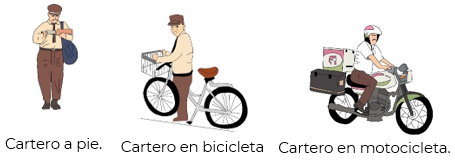 Cartero a pie.
Cartero en bicicleta
Cartero en motocicleta.